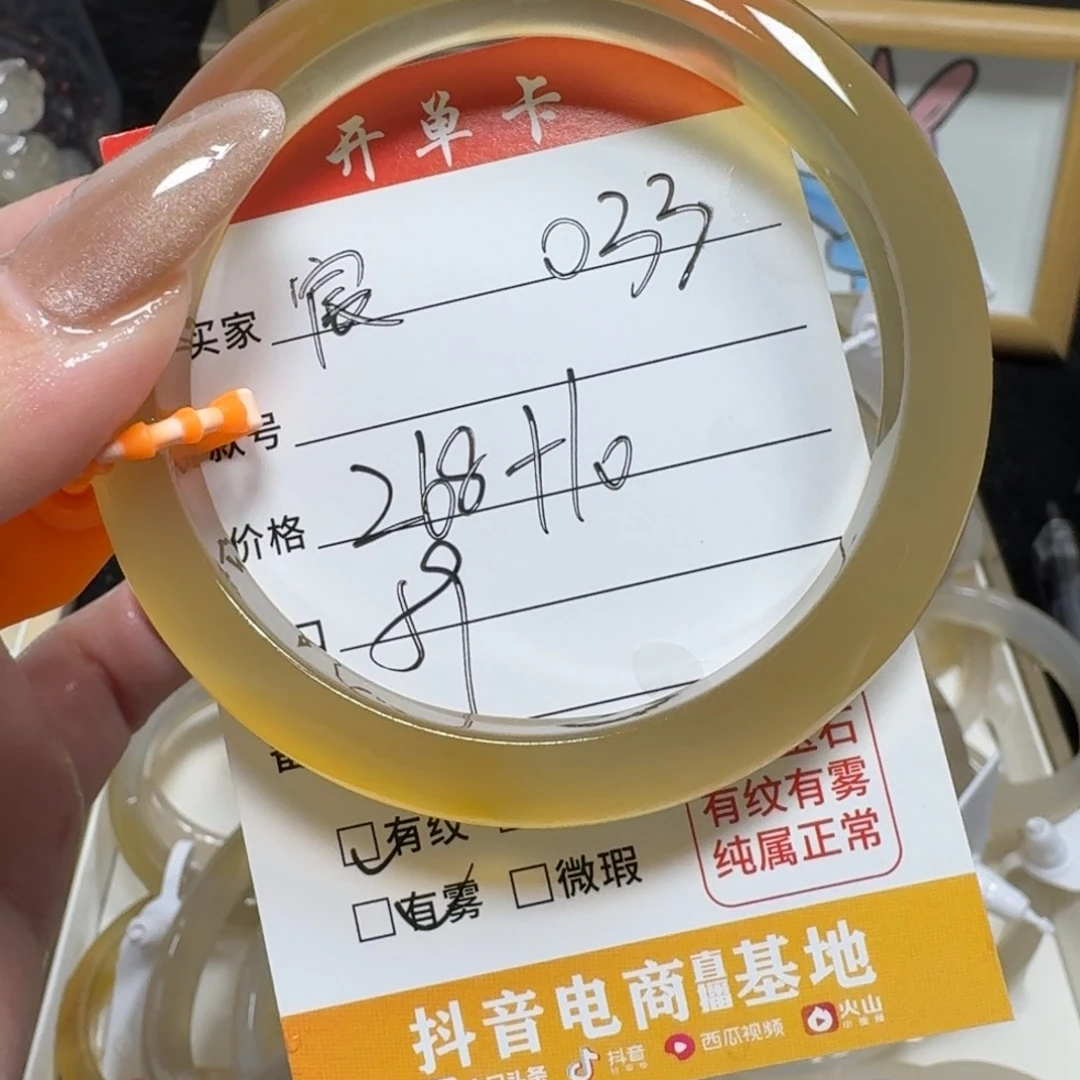 开单卡
买家 宸 033
款号
价格 268+10
有纹
有纹有雾
有雾 微瑕
纯属正常
抖音电商直播基地
抖音 西瓜视频 火山